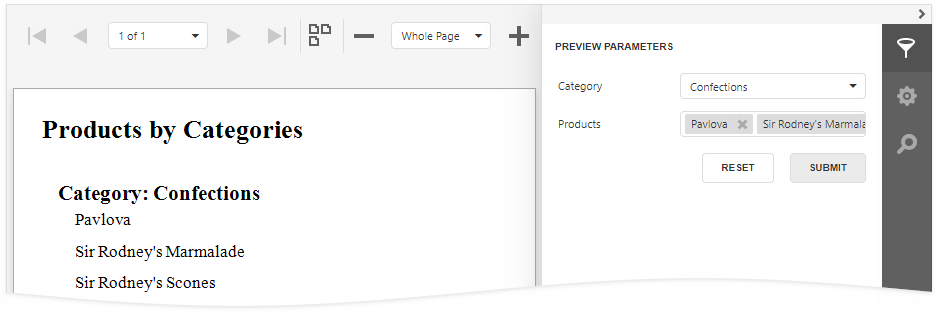 1 of 1
Whole Page
Products by Categories
Category: Confections
Pavlova
Sir Rodney's Marmalade
Sir Rodney's Scones
PREVIEW PARAMETERS
Category Confections
Products Pavlova Sir Rodney's Marmala
RESET SUBMIT